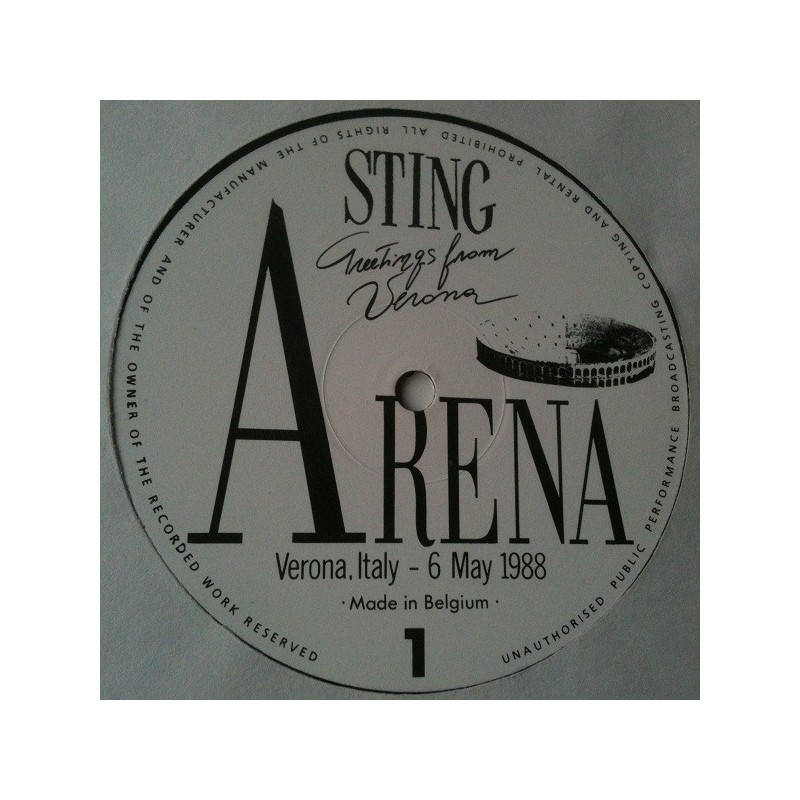 STING
Greetings from
Verona
ARENA
Verona, Italy - 6 May 1988
· Made in Belgium ·
1
ALL RIGHTS OF THE MANUFACTURER AND OF THE OWNER OF THE RECORDED WORK RESERVED
UNAUTHORISED PUBLIC PERFORMANCE BROADCASTING COPYING AND RENTAL PROHIBITED